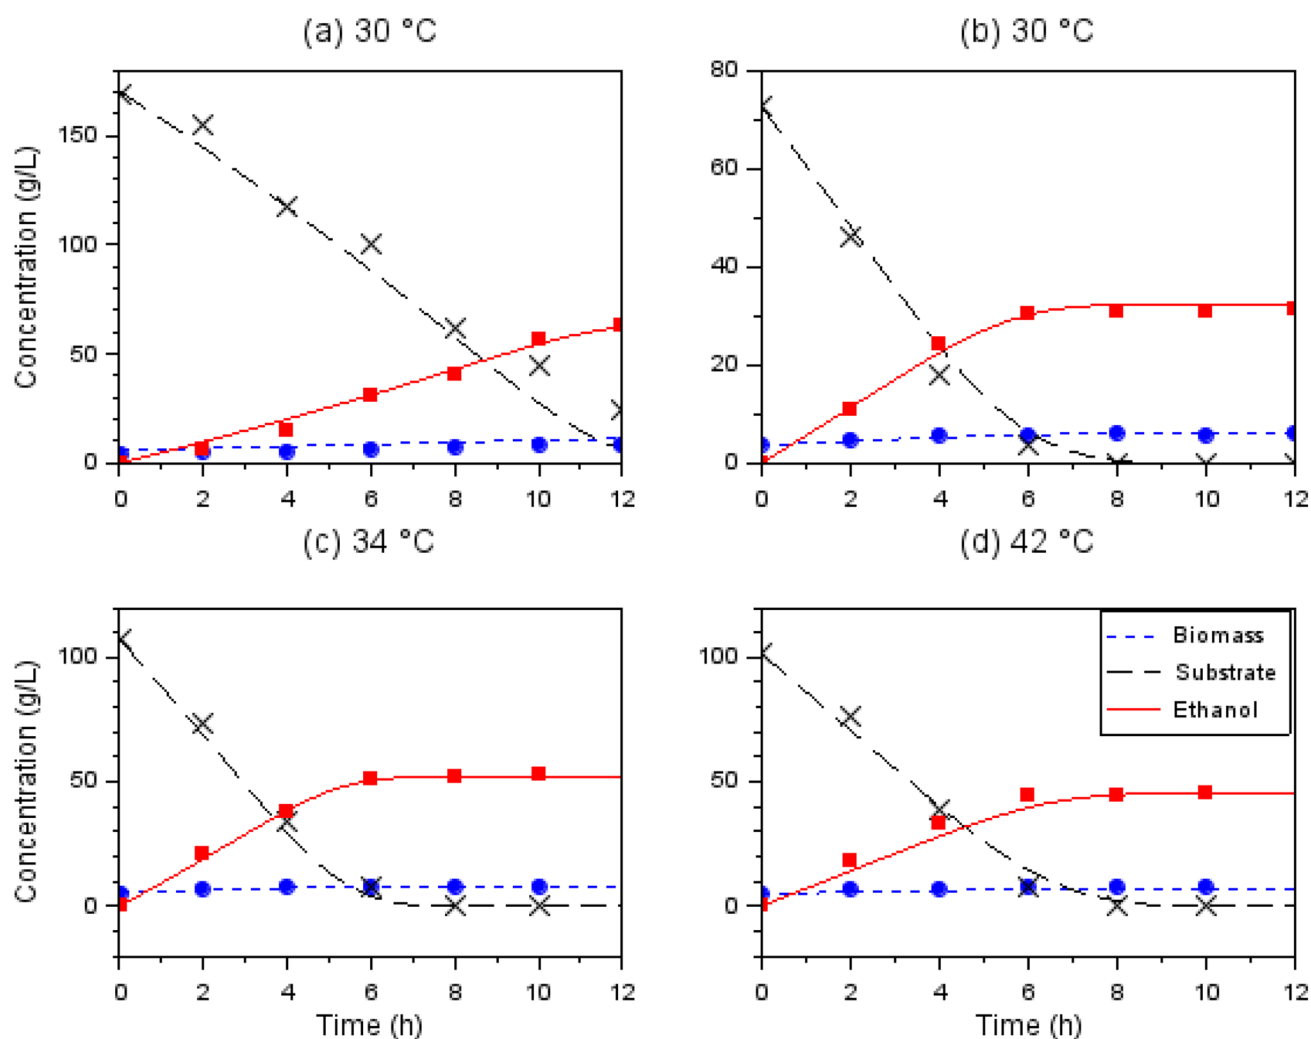 (a) 30 °C
(b) 30 °C
Concentration (g/L)
150
100
50
0
0 2 4 6 8 10 12
80
60
40
20
0
0 2 4 6 8 10 12
(c) 34 °C
(d) 42 °C
Concentration (g/L)
100
50
0
0 2 4 6 8 10 12
Time (h)
100
50
0
0 2 4 6 8 10 12
Time (h)
Biomass
Substrate
Ethanol